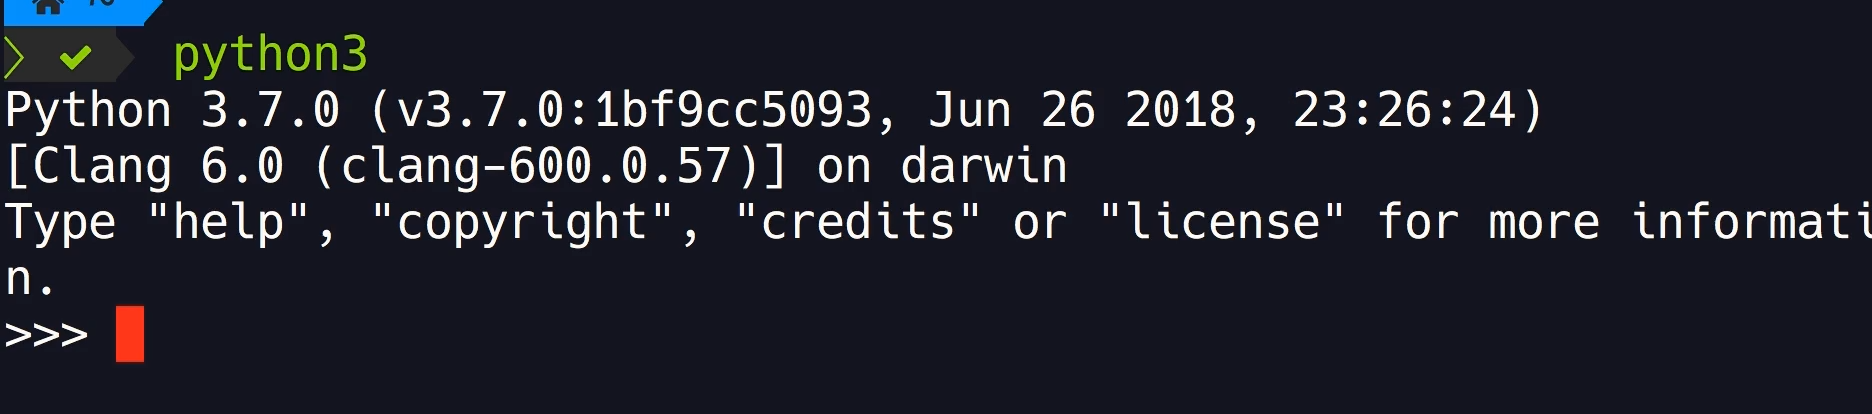 python3
Python 3.7.0 (v3.7.0:1bf9cc5093, Jun 26 2018, 23:26:24)
[Clang 6.0 (clang-600.0.57)] on darwin
Type "help", "copyright", "credits" or "license" for more informati
n.
>>>